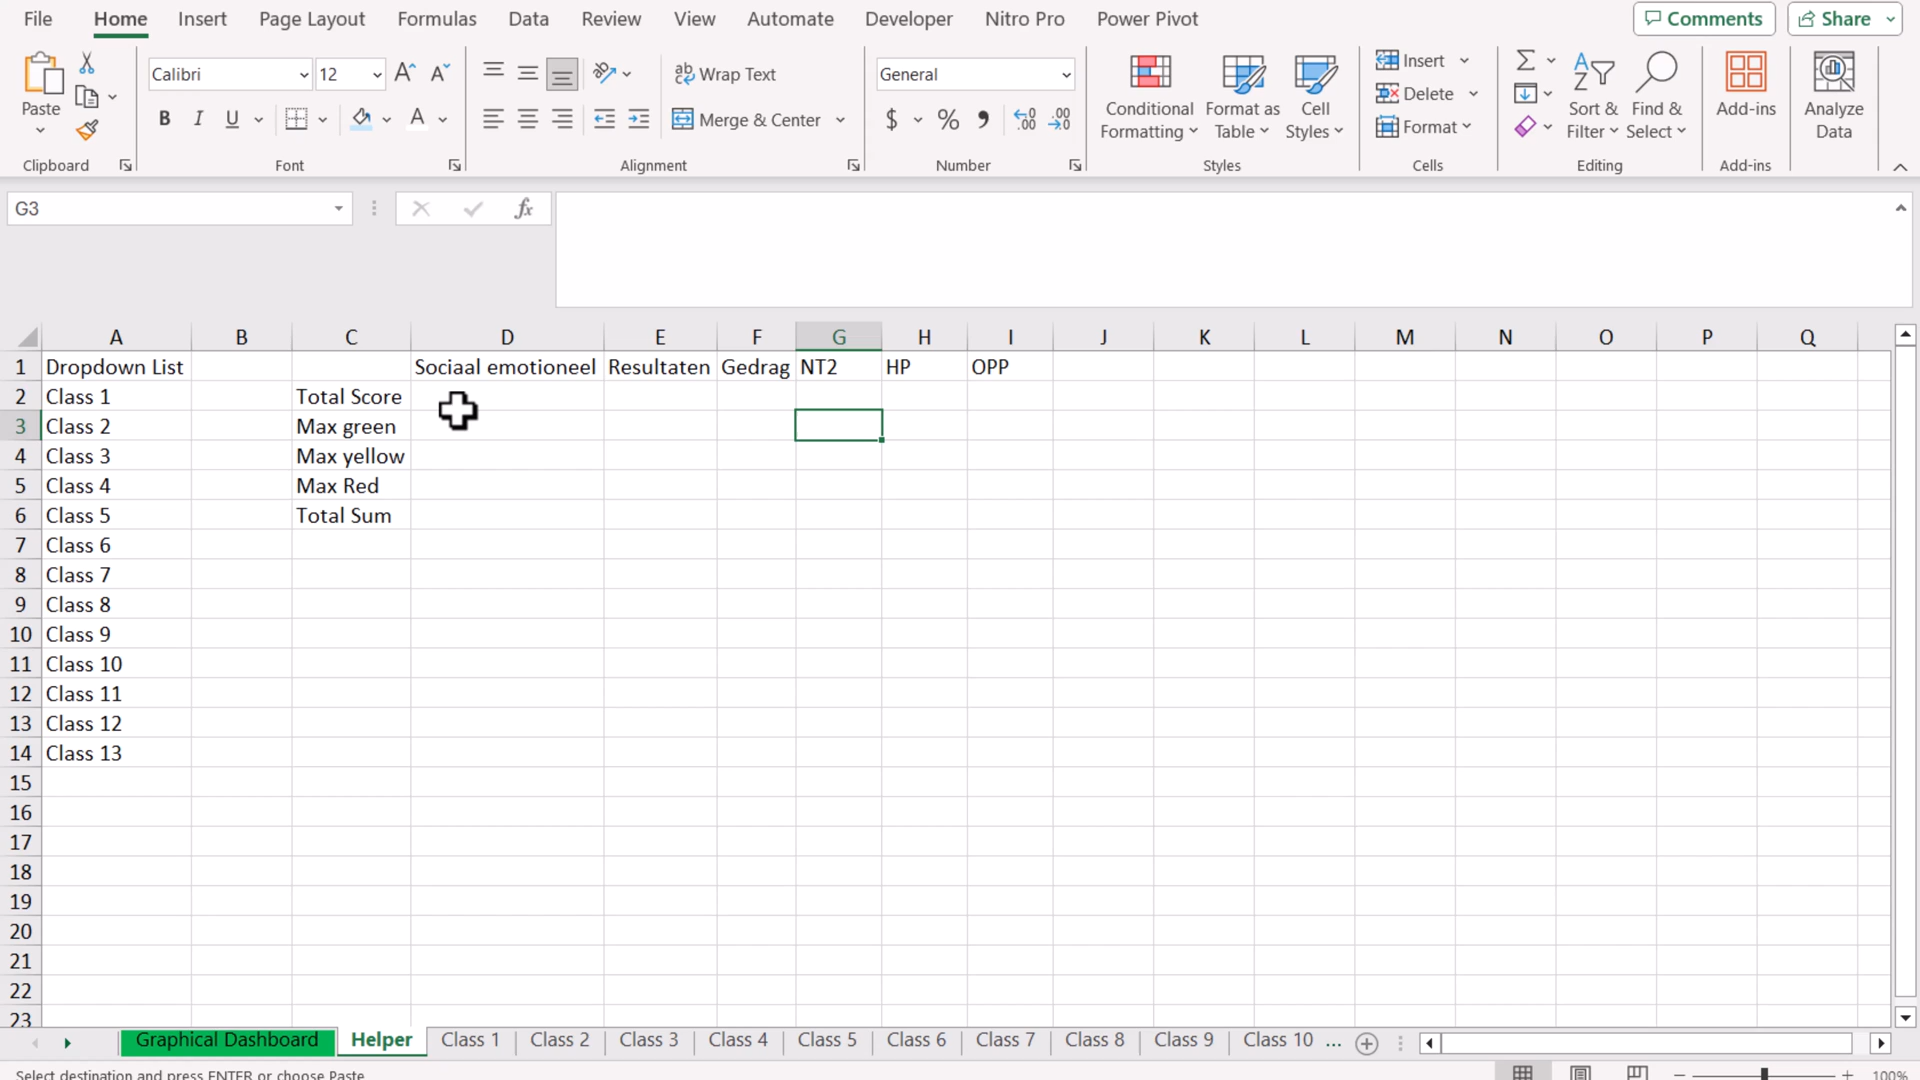 File Home Insert Page Layout Formulas Data Review View Automate Developer Nitro Pro Power Pivot Comments Share
Calibri 12 Wrap Text General Insert
Paste Conditional Formatting Format as Table Cell Styles Delete Sort & Filter Find & Select Add-ins Analyze Data
B I U A Merge & Center $ % Format
Clipboard Font Alignment Number Styles Cells Editing Add-ins
G3 fx
A B C D E F G H I J K L M N O P Q
1 Dropdown List Sociaal emotioneel Resultaten Gedrag NT2 HP OPP
2 Class 1 Total Score
3 Class 2 Max green
4 Class 3 Max yellow
5 Class 4 Max Red
6 Class 5 Total Sum
7 Class 6
8 Class 7
9 Class 8
10 Class 9
11 Class 10
12 Class 11
13 Class 12
14 Class 13
15
16
17
18
19
20
21
22
23
Graphical Dashboard Helper Class 1 Class 2 Class 3 Class 4 Class 5 Class 6 Class 7 Class 8 Class 9 Class 10 ...
Select destination and press ENTER or choose Paste 100%